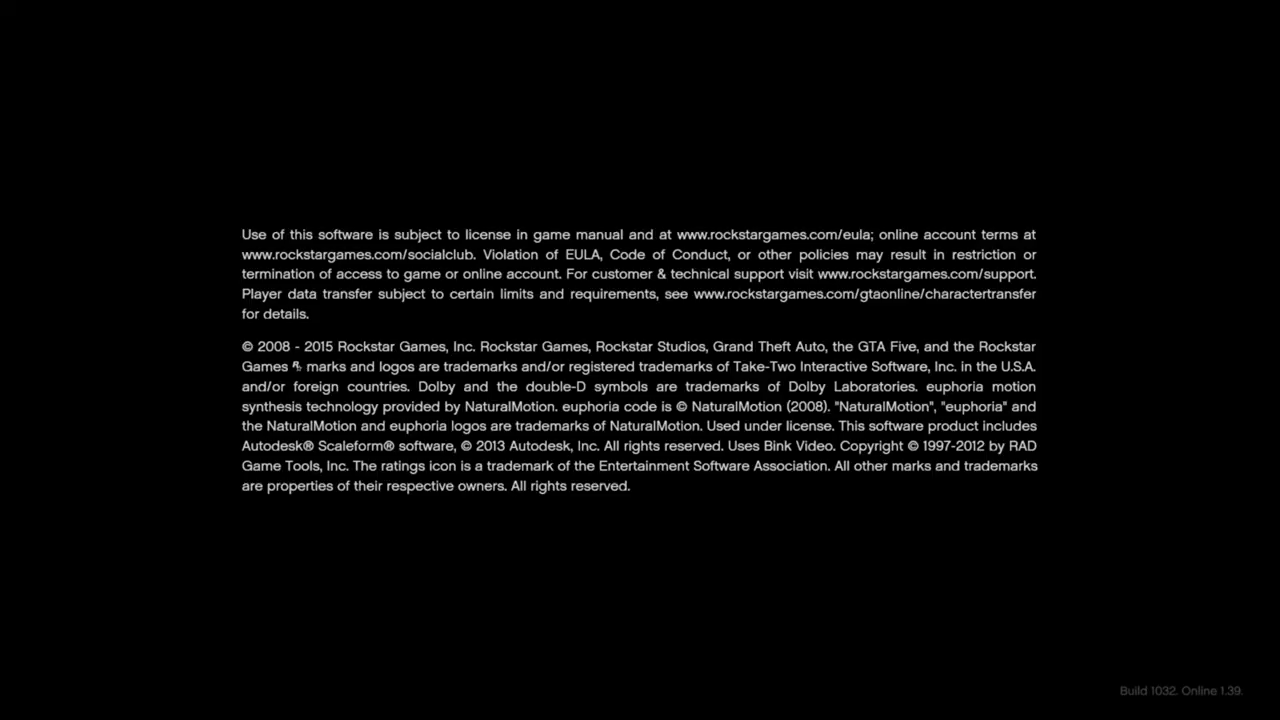 Use of this software is subject to license in game manual and at www.rockstargames.com/eula; online account terms at
www.rockstargames.com/socialclub. Violation of EULA, Code of Conduct, or other policies may result in restriction or
termination of access to game or online account. For customer & technical support visit www.rockstargames.com/support.
Player data transfer subject to certain limits and requirements, see www.rockstargames.com/gtaonline/charactertransfer
for details.
© 2008 - 2015 Rockstar Games, Inc. Rockstar Games, Rockstar Studios, Grand Theft Auto, the GTA Five, and the Rockstar
Games R* marks and logos are trademarks and/or registered trademarks of Take-Two Interactive Software, Inc. in the U.S.A.
and/or foreign countries. Dolby and the double-D symbols are trademarks of Dolby Laboratories. euphoria motion
synthesis technology provided by NaturalMotion. euphoria code is © NaturalMotion (2008). "NaturalMotion", "euphoria" and
the NaturalMotion and euphoria logos are trademarks of NaturalMotion. Used under license. This software product includes
Autodesk® Scaleform® software, © 2013 Autodesk, Inc. All rights reserved. Uses Bink Video. Copyright © 1997-2012 by RAD
Game Tools, Inc. The ratings icon is a trademark of the Entertainment Software Association. All other marks and trademarks
are properties of their respective owners. All rights reserved.
Build 1032. Online 1.39.